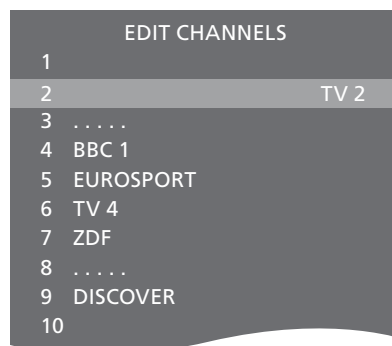 EDIT CHANNELS
1
2 TV 2
3 . . . . .
4 BBC 1
5 EUROSPORT
6 TV 4
7 ZDF
8 . . . . .
9 DISCOVER
10